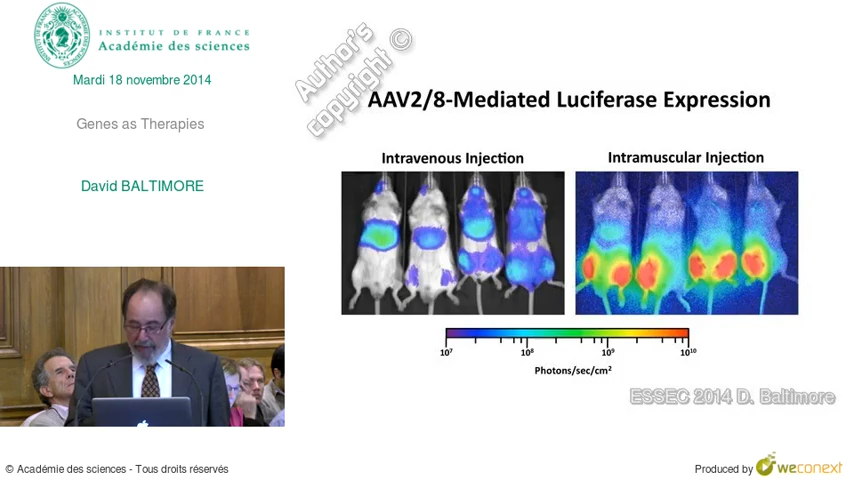 INSTITUT DE FRANCE
Académie des sciences
Mardi 18 novembre 2014
Genes as Therapies
David BALTIMORE
Author's
copyright ©
AAV2/8-Mediated Luciferase Expression
Intravenous Injection
Intramuscular Injection
10⁷ 10⁸ 10⁹ 10¹⁰
Photons/sec/cm²
ESSEC 2014 D. Baltimore
© Académie des sciences - Tous droits réservés
Produced by weconext